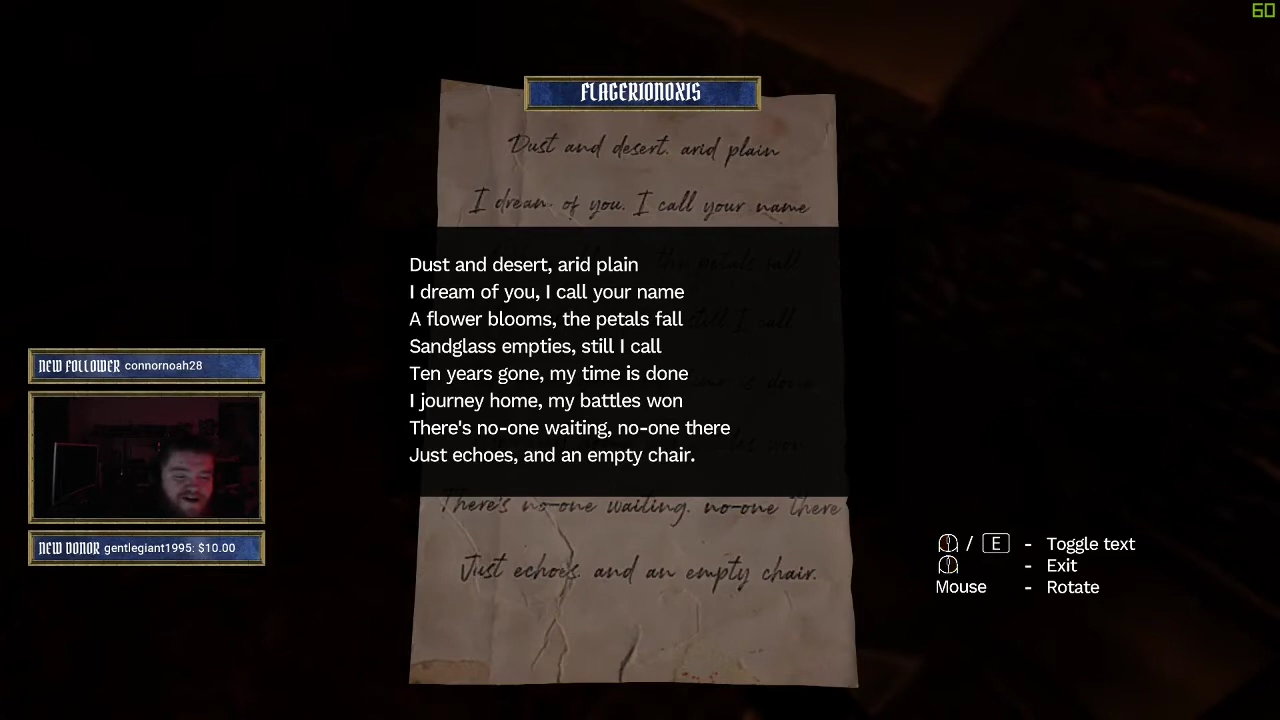 60
FLAGERIONOXIS
Dust and desert. arid plain
I dream. of you. I call your name
Dust and desert, arid plain
I dream of you, I call your name
A flower blooms, the petals fall
Sandglass empties, still I call
Ten years gone, my time is done
I journey home, my battles won
There's no-one waiting, no-one there
Just echoes, and an empty chair.
There's no-one waiting. no-one there
Just echoes. and an empty chair.
NEW FOLLOWER connornoah28
NEW DONOR gentlegiant1995: $10.00
/ E - Toggle text
- Exit
Mouse - Rotate